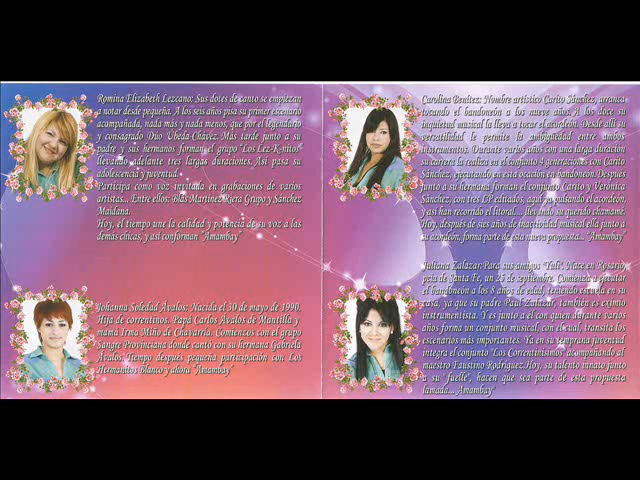 Romina Elizabeth Lezcano: Sus dotes de canto se empiezan
a notar desde pequeña. A los seis años pisa su primer escenario
acompañada, nada más y nada menos, que por el legendario
y consagrado Dúo Úbeda-Chávez. Mas tarde junto a su
padre y sus hermanos forman el grupo "Los Lez-K-nitos"
llevando adelante tres largas duraciones. Así pasa su
adolescencia y juventud.
Participa como voz invitada en grabaciones de varios
artistas... Entre ellos: Blas Martínez Riera Grupo y Sánchez
Maidana.
Hoy, el tiempo une la calidad y potencia de su voz a las
demás chicas, y así conforman "Amambay"
Johanna Soledad Ávalos: Nacida el 30 de mayo de 1990.
Hija de correntinos. Papá Carlos Ávalos de Mantilla y
mamá Irma Miño de Chavarría. Comienzos con el grupo
Sangre Provinciana donde cantó con su hermana Gabriela
Ávalos. Tiempo después pequeña participación con Los
Hermanitos Blanco y ahora "Amambay"
Carolina Benítez: Nombre artístico Carito Sánchez, arranca
tocando el bandoneón a los nueve años. A los doce su
inquietud musical la lleva a tocar el acordeón. Desde allí su
versatilidad le permite la ambigüedad entre ambos
instrumentos. Durante varios años con una larga duración
su carrera la realiza en el conjunto 4 generaciones con Carito
Sánchez, ejecutando en esta ocasión en bandoneón. Después
junto a su hermana forman el conjunto Carito y Verónica
Sánchez, con tres LP editados, aquí ya pulsando el acordeón,
y así han recorrido el litoral... llevando su querido chamamé.
Hoy, después de seis años de inactividad musical ella junto a
su acordeón, forma parte de esta nueva propuesta... "Amambay"
Juliana Zalazar: Para sus amigos "Juli". Nace en Rosario,
pcia de Santa Fe, un 23 de septiembre. Comienza a ejecutar
el bandoneón a los 8 años de edad, teniendo escuela en su
casa, ya que su padre Paul Zalazar, también es eximio
instrumentista. Y es junto a el con quien durante varios
años forma un conjunto musical, con el cual, transita los
escenarios más importantes. Ya en su temprana juventud
integra el conjunto "Los Correntinísimos" acompañando al
maestro Faustino Rodríguez. Hoy, su talento innato junto
a su "fuelle", hacen que sea parte de esta propuesta
llamada... Amambay"